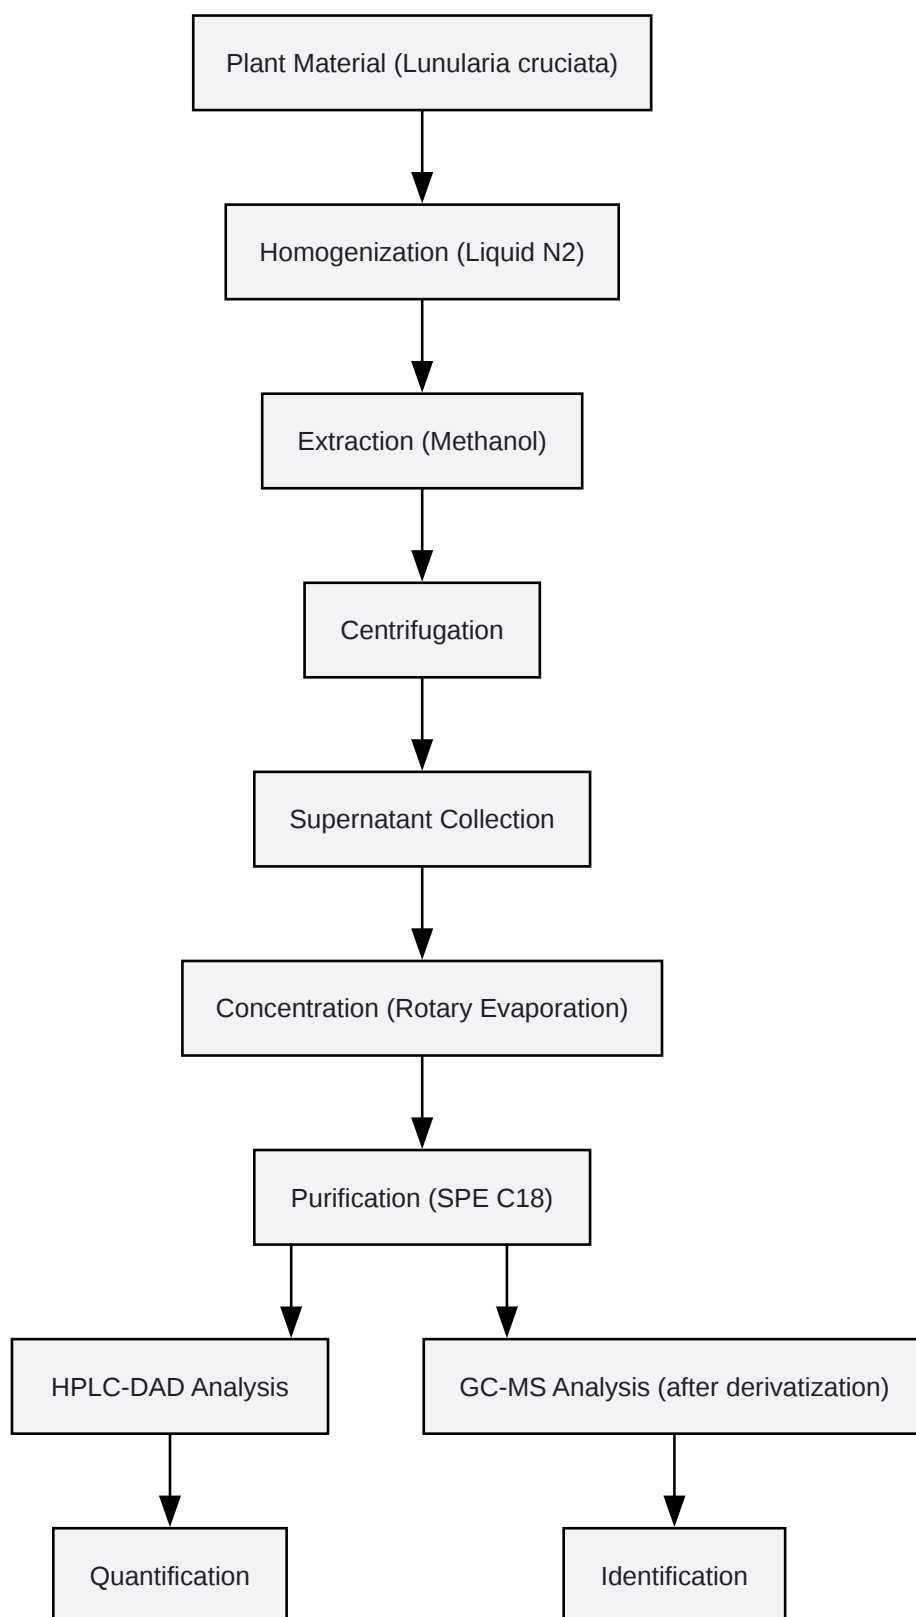 Plant Material (Lunularia cruciata)
Homogenization (Liquid N2)
Extraction (Methanol)
Centrifugation
Supernatant Collection
Concentration (Rotary Evaporation)
Purification (SPE C18)
HPLC-DAD Analysis
GC-MS Analysis (after derivatization)
Quantification
Identification